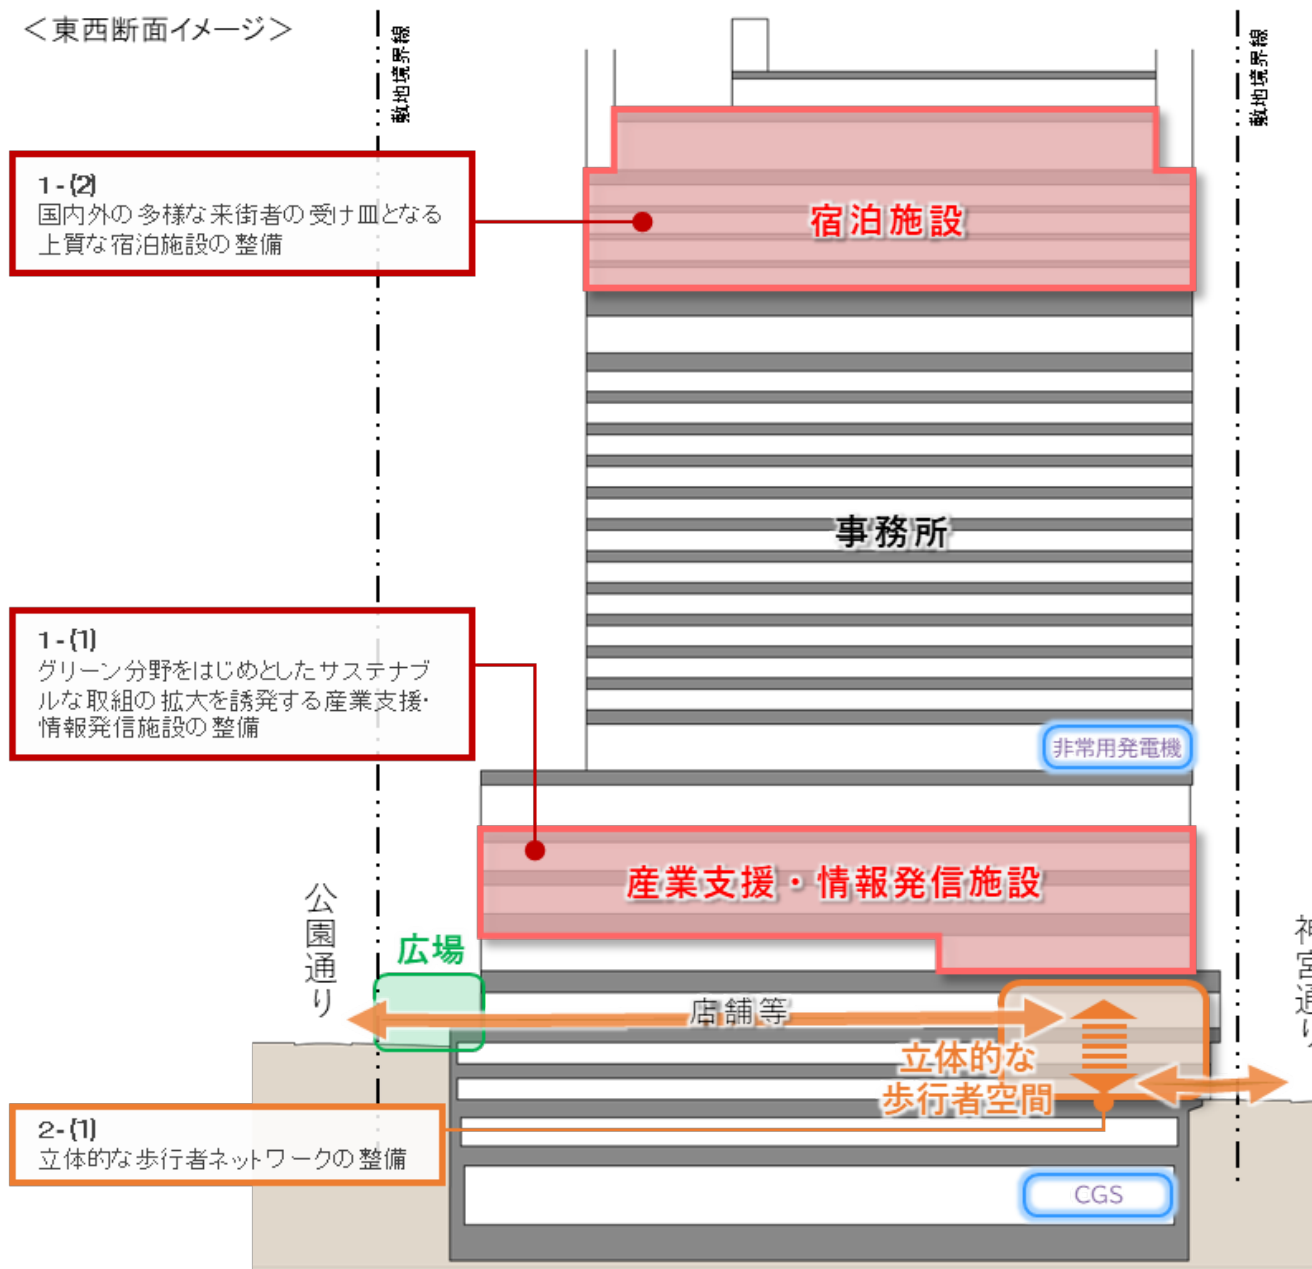 ＜東西断面イメージ＞
敷地境界線
敷地境界線
1-(2)
国内外の多様な来街者の受け皿となる
上質な宿泊施設の整備
宿泊施設
事務所
1-(1)
グリーン分野をはじめとしたサステナブ
ルな取組の拡大を誘発する産業支援・
情報発信施設の整備
非常用発電機
産業支援・情報発信施設
公園通り
広場
神宮通り
店舗等
立体的な
歩行者空間
2-(1)
立体的な歩行者ネットワークの整備
CGS